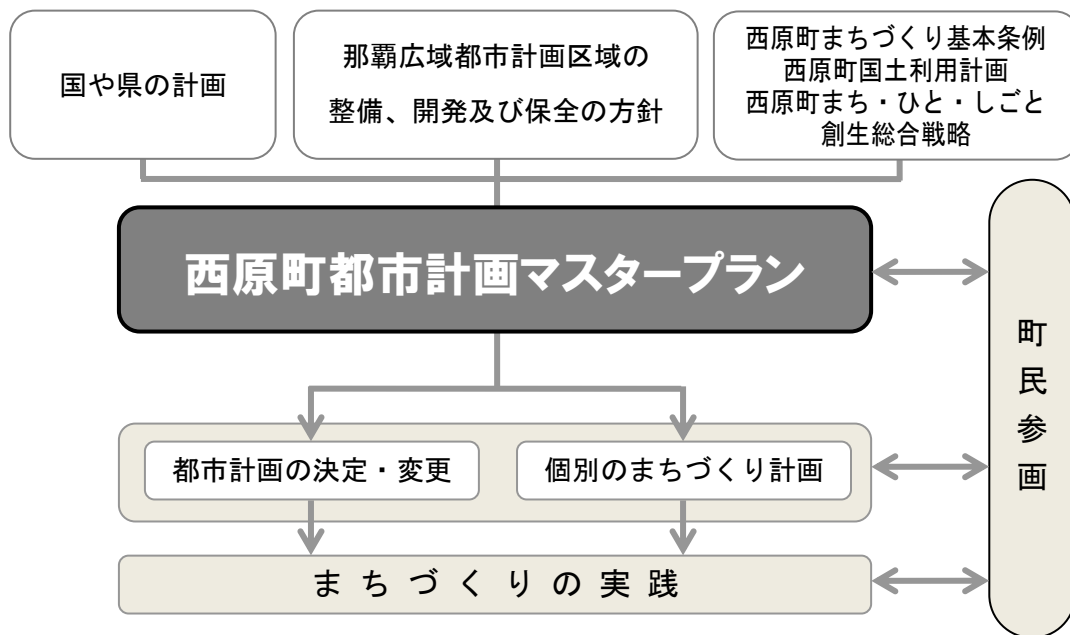 国や県の計画
那覇広域都市計画区域の
整備、開発及び保全の方針
西原町まちづくり基本条例
西原町国土利用計画
西原町まち・ひと・しごと
創生総合戦略
西原町都市計画マスタープラン
町民参画
都市計画の決定・変更
個別のまちづくり計画
まちづくりの実践